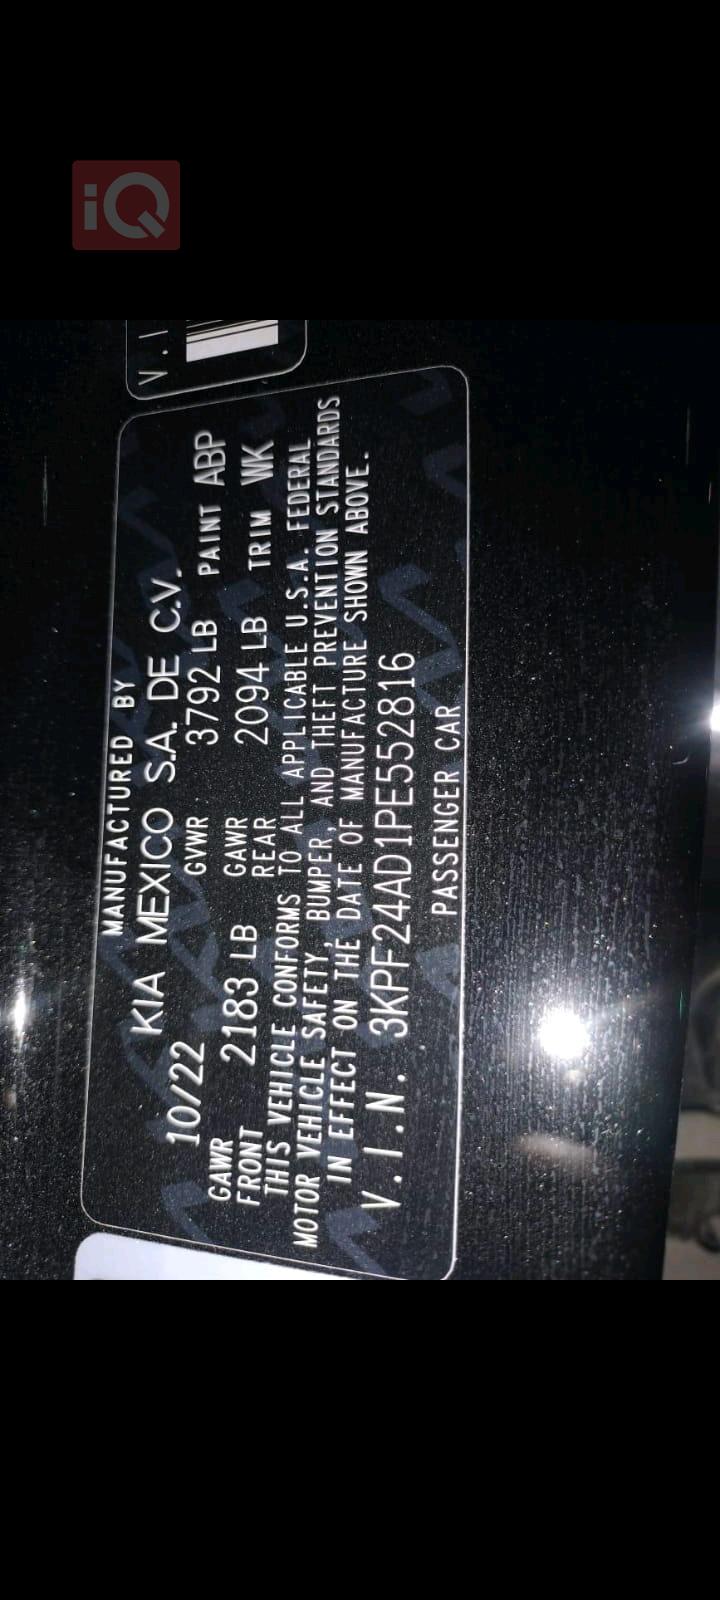 iQ
V.I
MANUFACTURED BY
KIA MEXICO S.A. DE C.V.
10/22 GVWR 3792 LB PAINT ABP
GAWR FRONT 2183 LB GAWR REAR 2094 LB TRIM WK
THIS VEHICLE CONFORMS TO ALL APPLICABLE U.S.A. FEDERAL
MOTOR VEHICLE SAFETY, BUMPER, AND THEFT PREVENTION STANDARDS
IN EFFECT ON THE DATE OF MANUFACTURE SHOWN ABOVE.
V.I.N. 3KPF24AD1PE552816
PASSENGER CAR